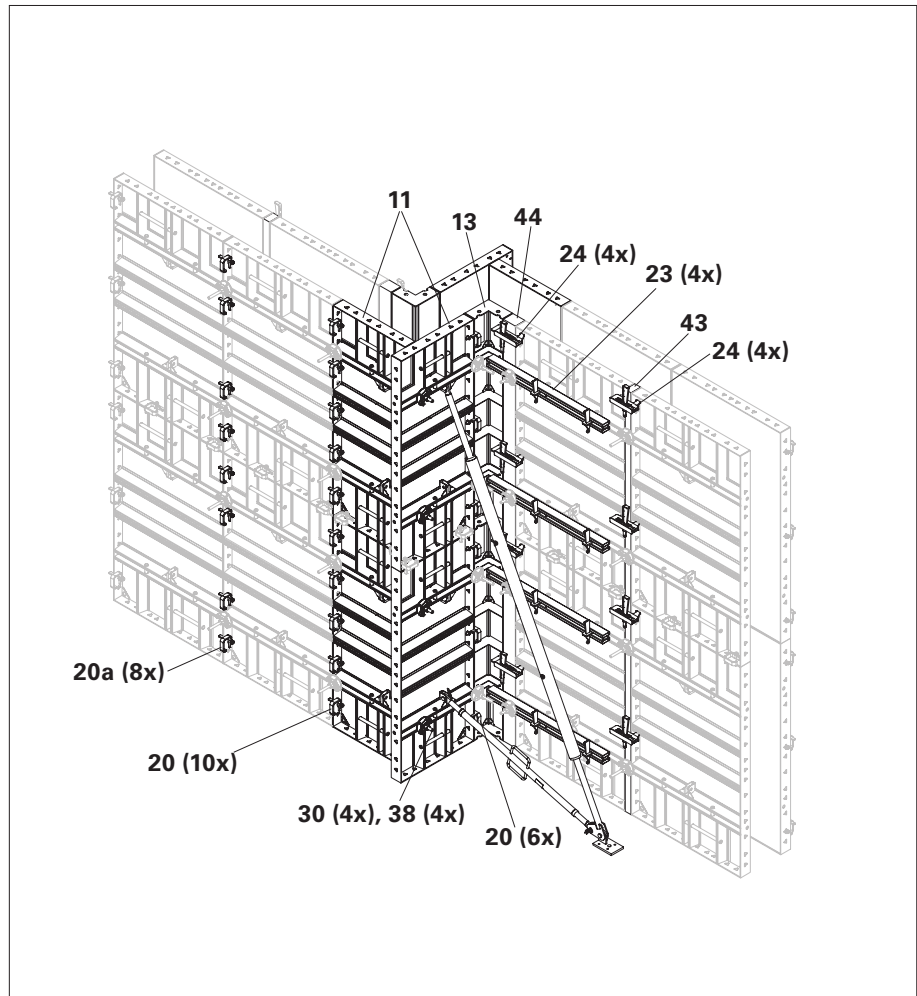 11
13
44
24 (4x)
23 (4x)
43
24 (4x)
20a (8x)
20 (10x)
30 (4x), 38 (4x)
20 (6x)